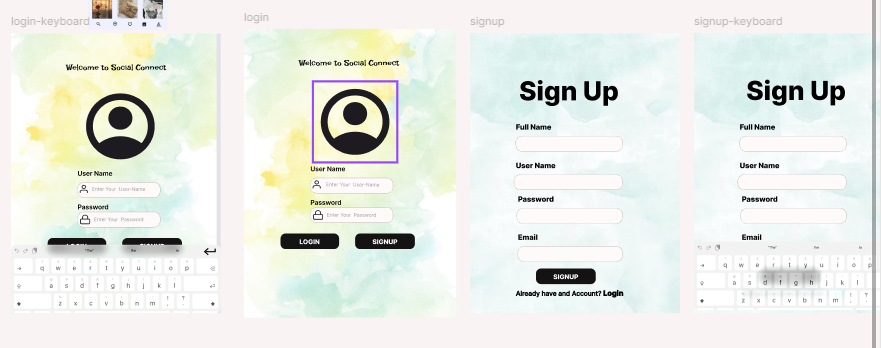 login-keyboard
Welcome to Social Connect
User Name
Enter Your User-Name
Password
Enter Your Password
LOGIN
SIGNUP
q w e r t y u i o p
a s d f g h j k l
z x c v b n m ! ?
login
Welcome to Social Connect
User Name
Enter Your User-Name
Password
Enter Your Password
LOGIN
SIGNUP
signup
Sign Up
Full Name
User Name
Password
Email
SIGNUP
Already have and Account? Login
signup-keyboard
Sign Up
Full Name
User Name
Password
Email
q w e r t y u i o p
a s d f g h j k l
z x c v b n m ! ?